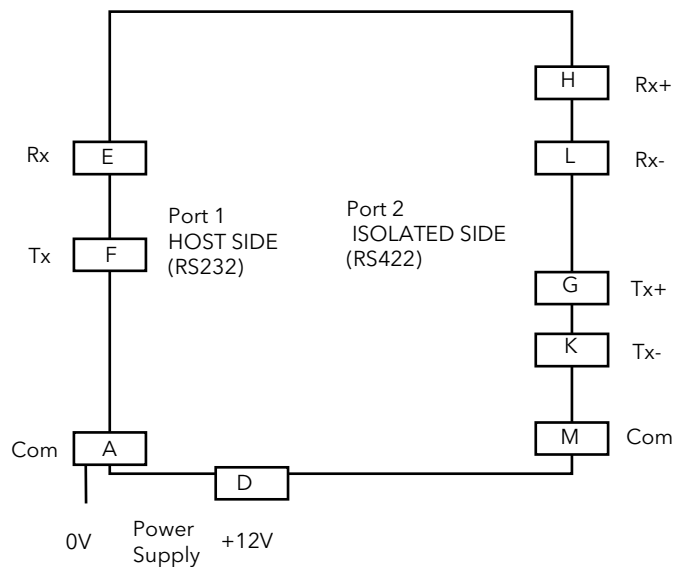 H Rx+
Rx E
L Rx-
Port 1
HOST SIDE
(RS232)
Port 2
ISOLATED SIDE
(RS422)
Tx F
G Tx+
K Tx-
Com A
M Com
D
0V
Power
Supply
+12V